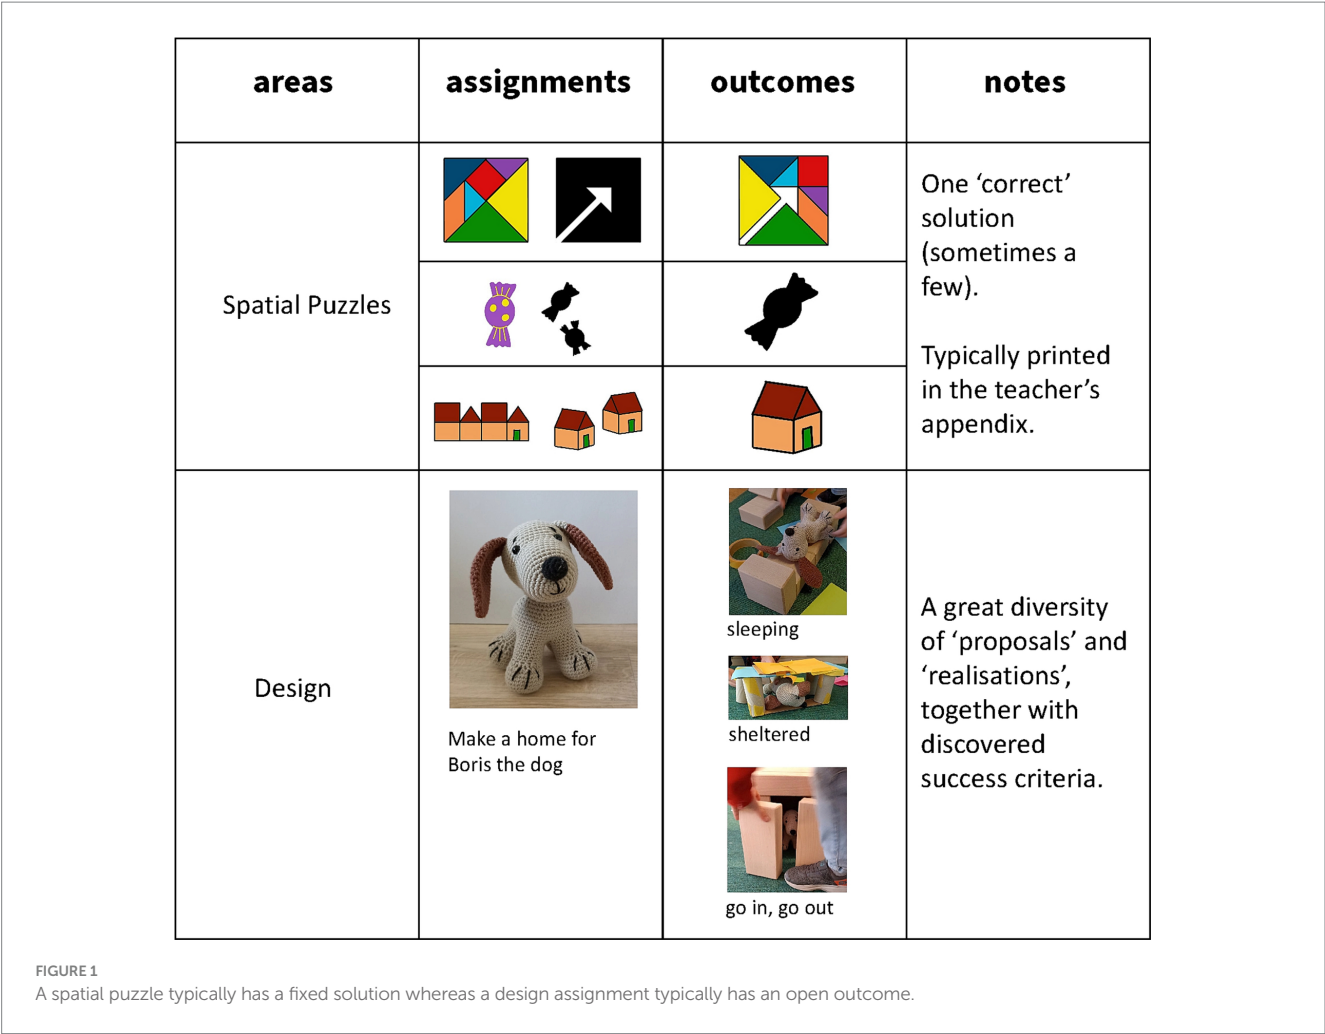 areas
assignments
outcomes
notes
Spatial Puzzles
One ‘correct’
solution
(sometimes a
few).
Typically printed
in the teacher’s
appendix.
Design
Make a home for
Boris the dog
sleeping
sheltered
go in, go out
A great diversity
of ‘proposals’ and
‘realisations’,
together with
discovered
success criteria.
FIGURE 1
A spatial puzzle typically has a fixed solution whereas a design assignment typically has an open outcome.